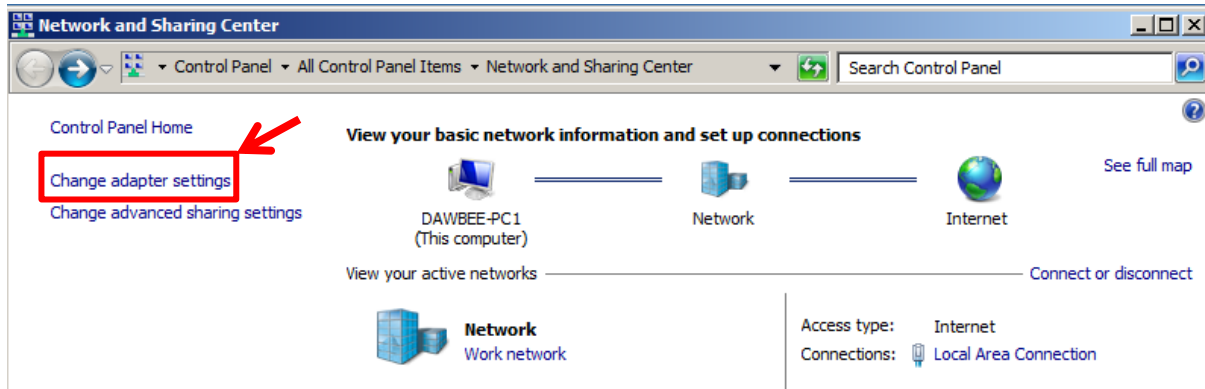 Network and Sharing Center
Control Panel All Control Panel Items Network and Sharing Center Search Control Panel
Control Panel Home
Change adapter settings
Change advanced sharing settings
View your basic network information and set up connections
See full map
DAWBEE-PC1
(This computer)
Network
Internet
View your active networks
Connect or disconnect
Network
Work network
Access type: Internet
Connections: Local Area Connection